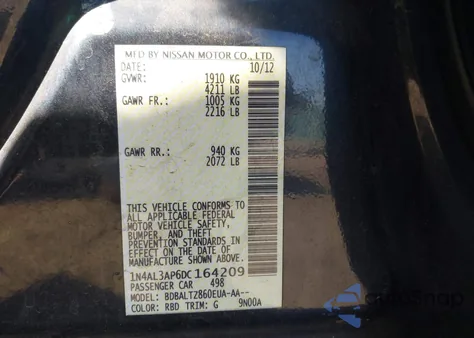 MFD BY NISSAN MOTOR CO., LTD.
DATE: 10/12
GVWR: 1910 KG
4211 LB
GAWR FR.: 1005 KG
2216 LB
GAWR RR.: 940 KG
2072 LB
THIS VEHICLE CONFORMS TO
ALL APPLICABLE FEDERAL
MOTOR VEHICLE SAFETY,
BUMPER, AND THEFT
PREVENTION STANDARDS IN
EFFECT ON THE DATE OF
MANUFACTURE SHOWN ABOVE.
1N4AL3AP6DC164209
PASSENGER CAR 498
MODEL: BDBALTZ860EUA-AA--
COLOR: RBD TRIM: G 9N00A